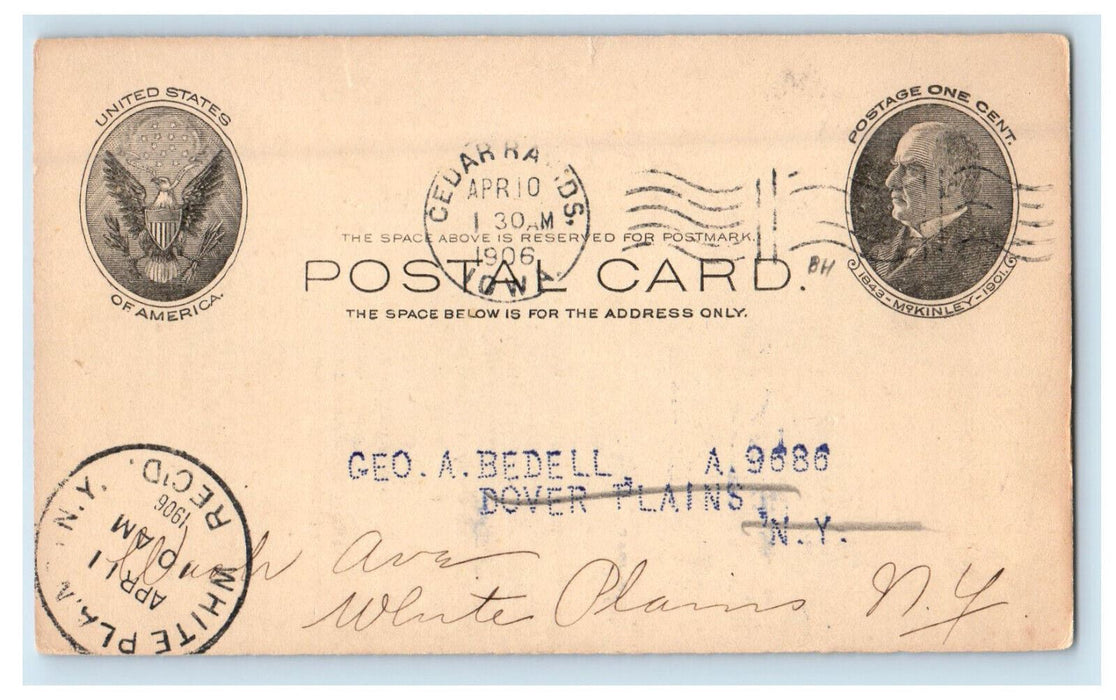 UNITED STATES
OF AMERICA.
POSTAGE ONE CENT.
1843-McKINLEY-1901.
CEDAR RAPIDS,
APR 10
1 30 AM
1906
IOWA.
THE SPACE ABOVE IS RESERVED FOR POSTMARK.
POSTAL CARD.
BH
THE SPACE BELOW IS FOR THE ADDRESS ONLY.
GEO. A. BEDELL A.9686
DOVER PLAINS,
N.Y.
Ave
White Plains N.Y
WHITE PLAINS N.Y.
APR 11
AM
1906
REC'D.